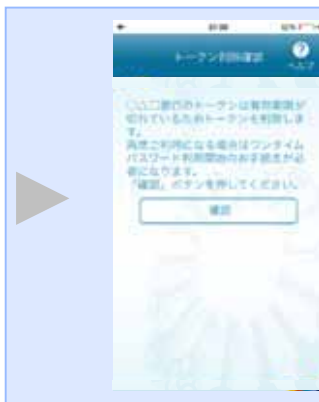 トークン削除確認
ヘルプ
○△□銀行のトークンは有効期限が
切れているためトークンを削除しま
す。
再度ご利用になる場合はワンタイム
パスワード利用開始のお手続きが必
要になります。
「確認」ボタンを押してください。
確認